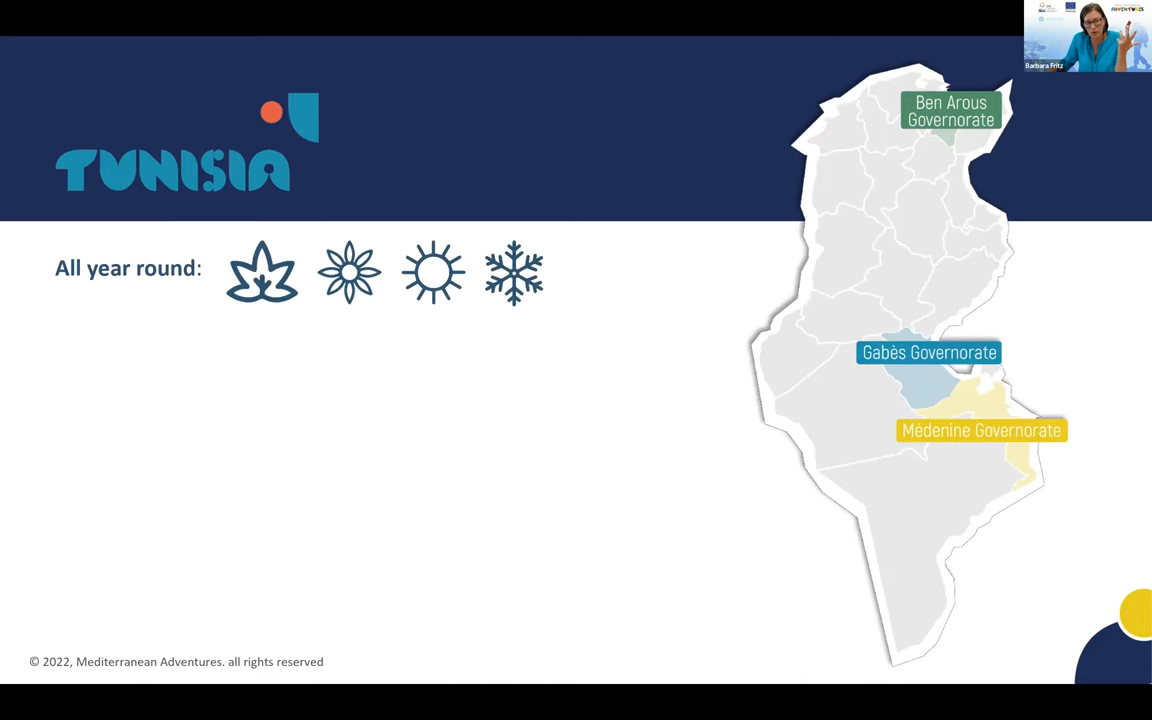 ADVENTURES
Barbara Fritz
TUNISIA
Ben Arous
Governorate
All year round:
Gabès Governorate
Médenine Governorate
© 2022, Mediterranean Adventures. all rights reserved